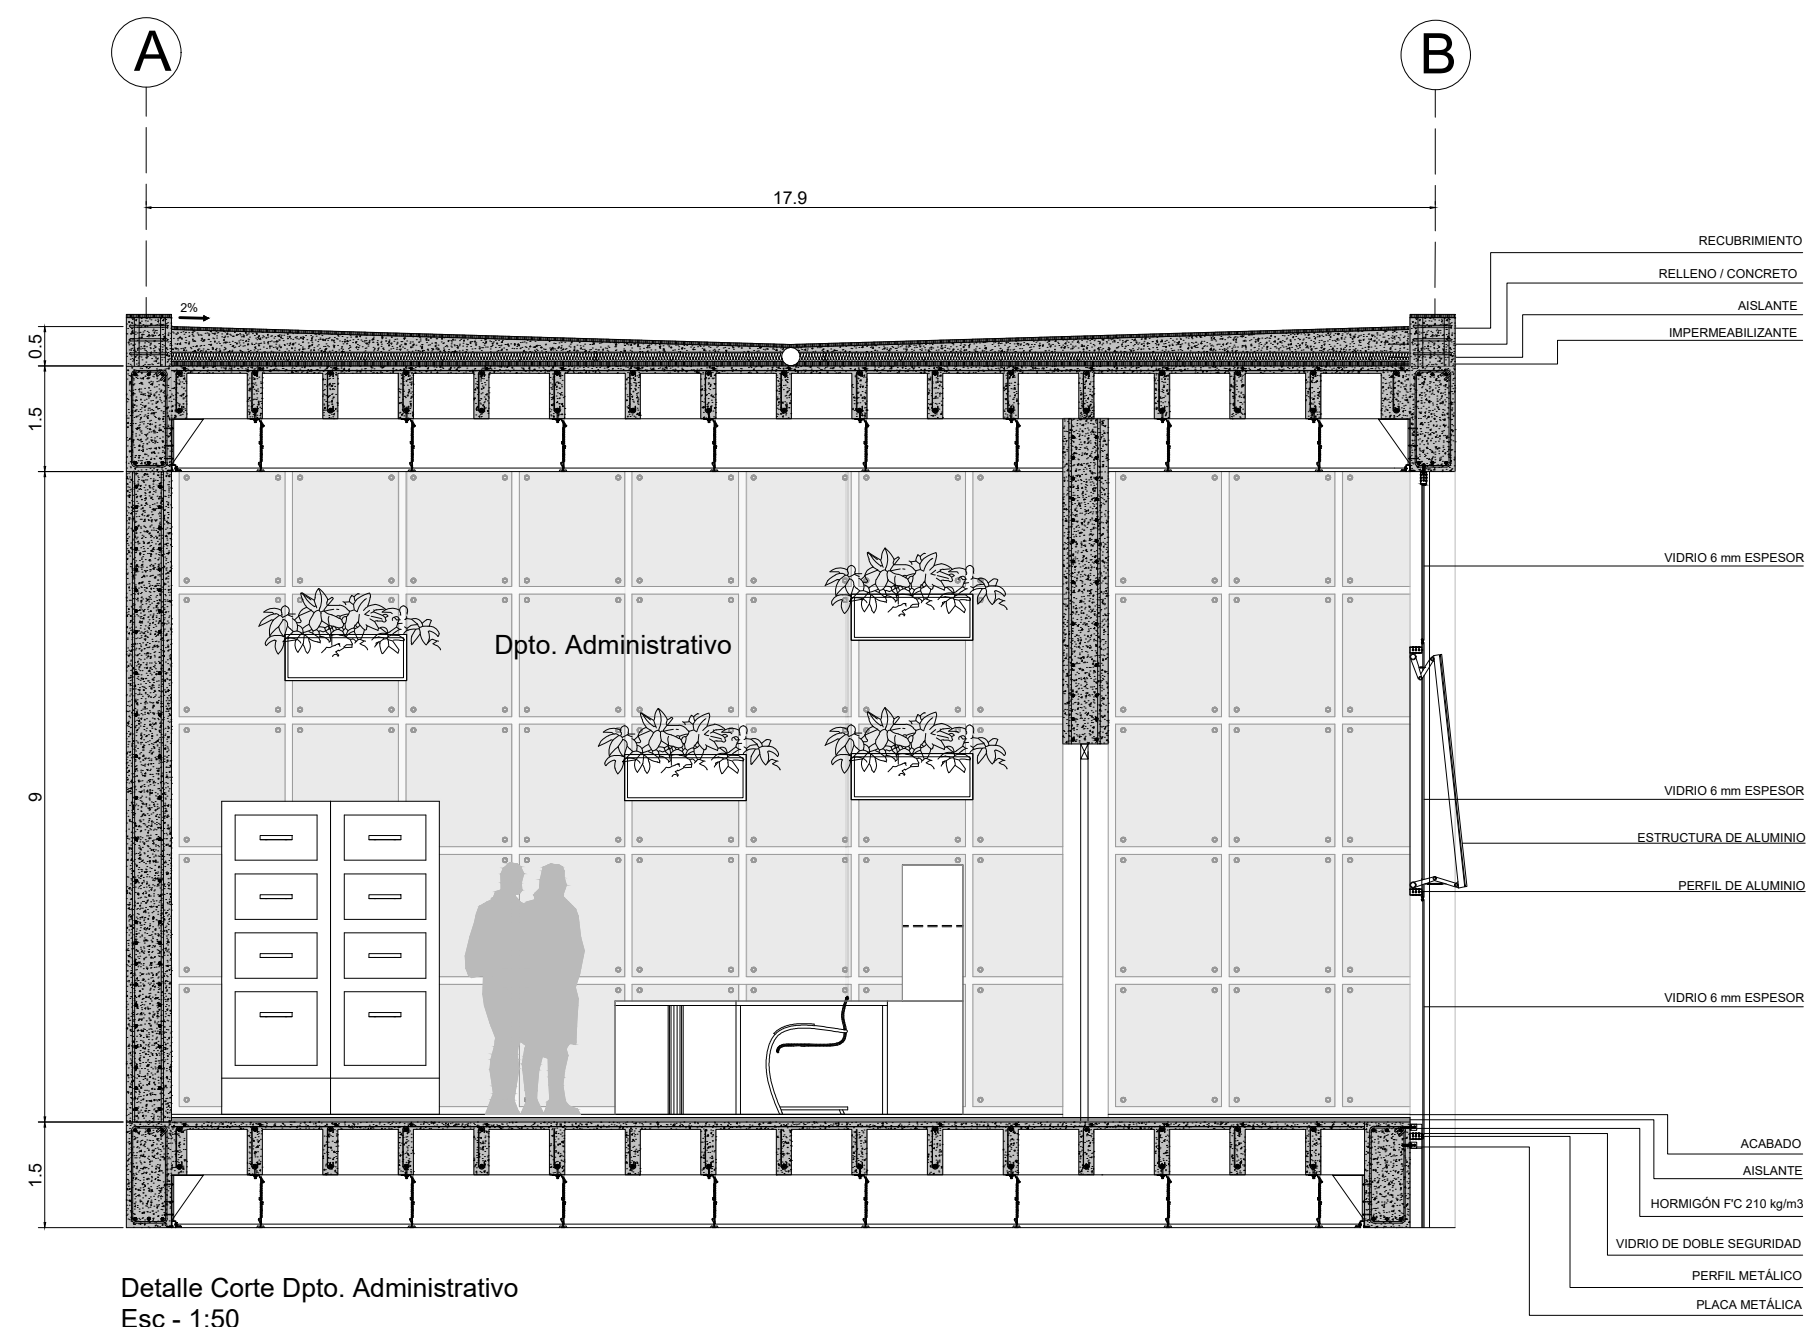 A
B
17.9
RECUBRIMIENTO
RELLENO / CONCRETO
AISLANTE
IMPERMEABILIZANTE
2%
0.5
1.5
VIDRIO 6 mm ESPESOR
Dpto. Administrativo
9
VIDRIO 6 mm ESPESOR
ESTRUCTURA DE ALUMINIO
PERFIL DE ALUMINIO
VIDRIO 6 mm ESPESOR
1.5
ACABADO
AISLANTE
HORMIGÓN F'C 210 kg/m3
VIDRIO DE DOBLE SEGURIDAD
PERFIL METÁLICO
PLACA METÁLICA
Detalle Corte Dpto. Administrativo
Esc - 1:50